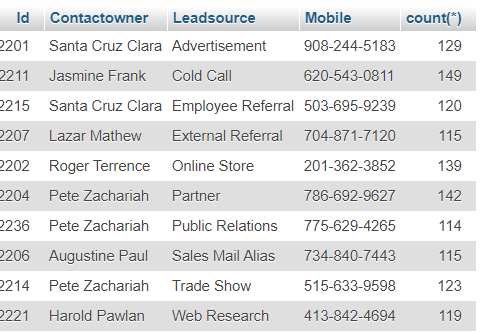 Id Contactowner Leadsource Mobile count(*)
2201 Santa Cruz Clara Advertisement 908-244-5183 129
2211 Jasmine Frank Cold Call 620-543-0811 149
2215 Santa Cruz Clara Employee Referral 503-695-9239 120
2207 Lazar Mathew External Referral 704-871-7120 115
2202 Roger Terrence Online Store 201-362-3852 139
2204 Pete Zachariah Partner 786-692-9627 142
2236 Pete Zachariah Public Relations 775-629-4265 114
2206 Augustine Paul Sales Mail Alias 734-840-7443 115
2214 Pete Zachariah Trade Show 515-633-9598 123
2221 Harold Pawlan Web Research 413-842-4694 119